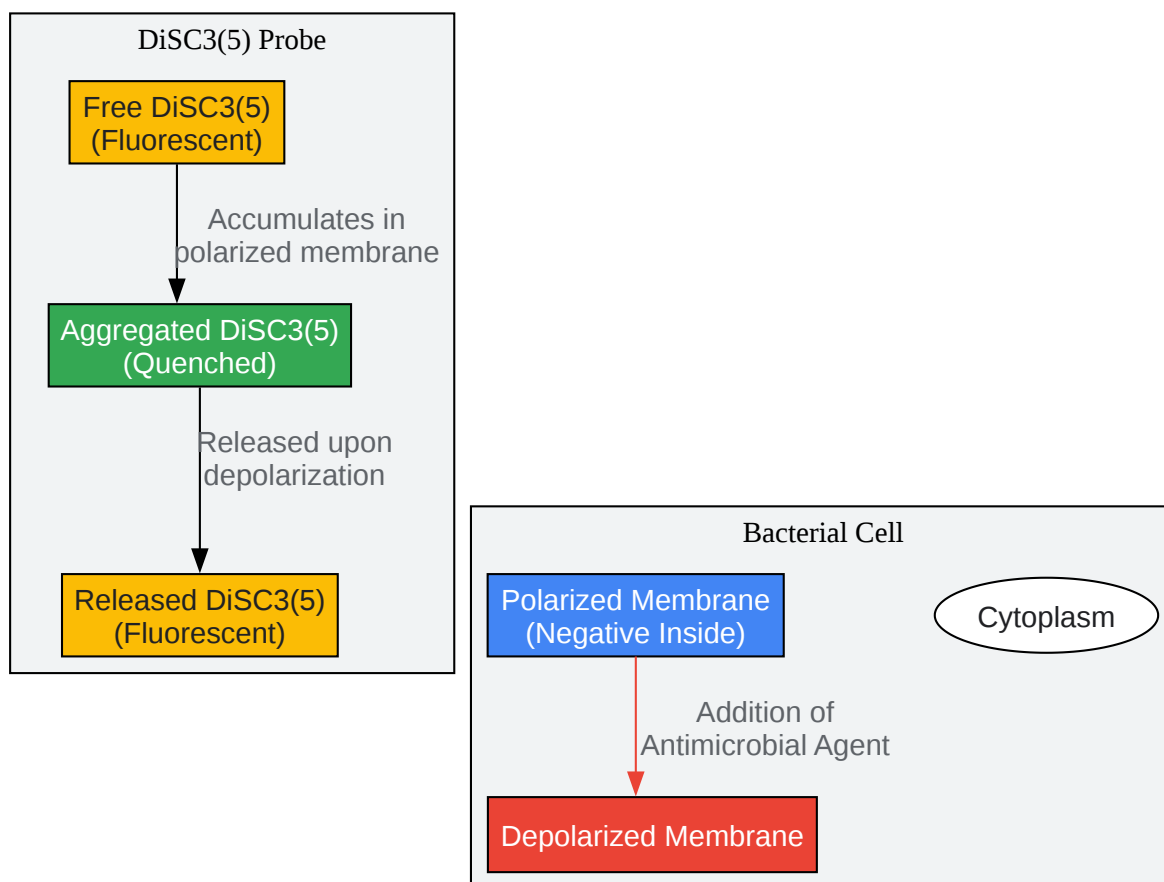 DiSC3(5) Probe
Free DiSC3(5)
(Fluorescent)
Accumulates in
polarized membrane
Aggregated DiSC3(5)
(Quenched)
Released upon
depolarization
Released DiSC3(5)
(Fluorescent)
Bacterial Cell
Polarized Membrane
(Negative Inside)
Cytoplasm
Addition of
Antimicrobial Agent
Depolarized Membrane